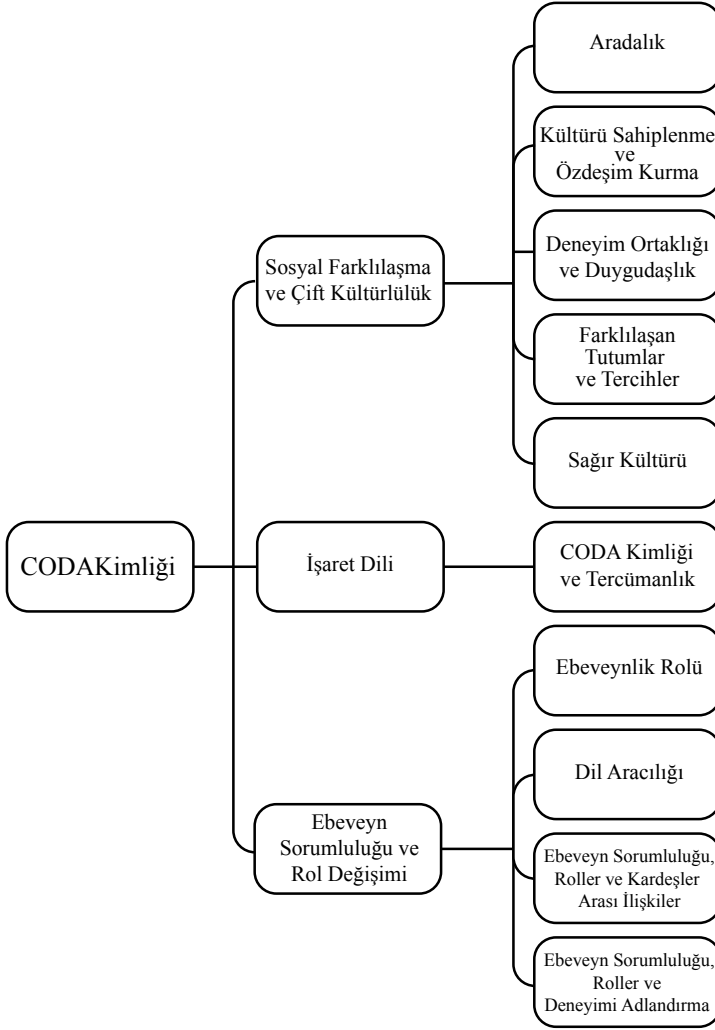 Aradalık
Kültürü Sahiplenme
ve
Özdeşim Kurma
Sosyal Farklılaşma
ve Çift Kültürlülük
Deneyim Ortaklığı
ve Duygudaşlık
Farklılaşan
Tutumlar
ve Tercihler
Sağır Kültürü
CODAKimliği
İşaret Dili
CODA Kimliği
ve Tercümanlık
Ebeveynlik Rolü
Dil Aracılığı
Ebeveyn
Sorumluluğu ve
Rol Değişimi
Ebeveyn Sorumluluğu,
Roller ve Kardeşler
Arası İlişkiler
Ebeveyn Sorumluluğu,
Roller ve
Deneyimi Adlandırma